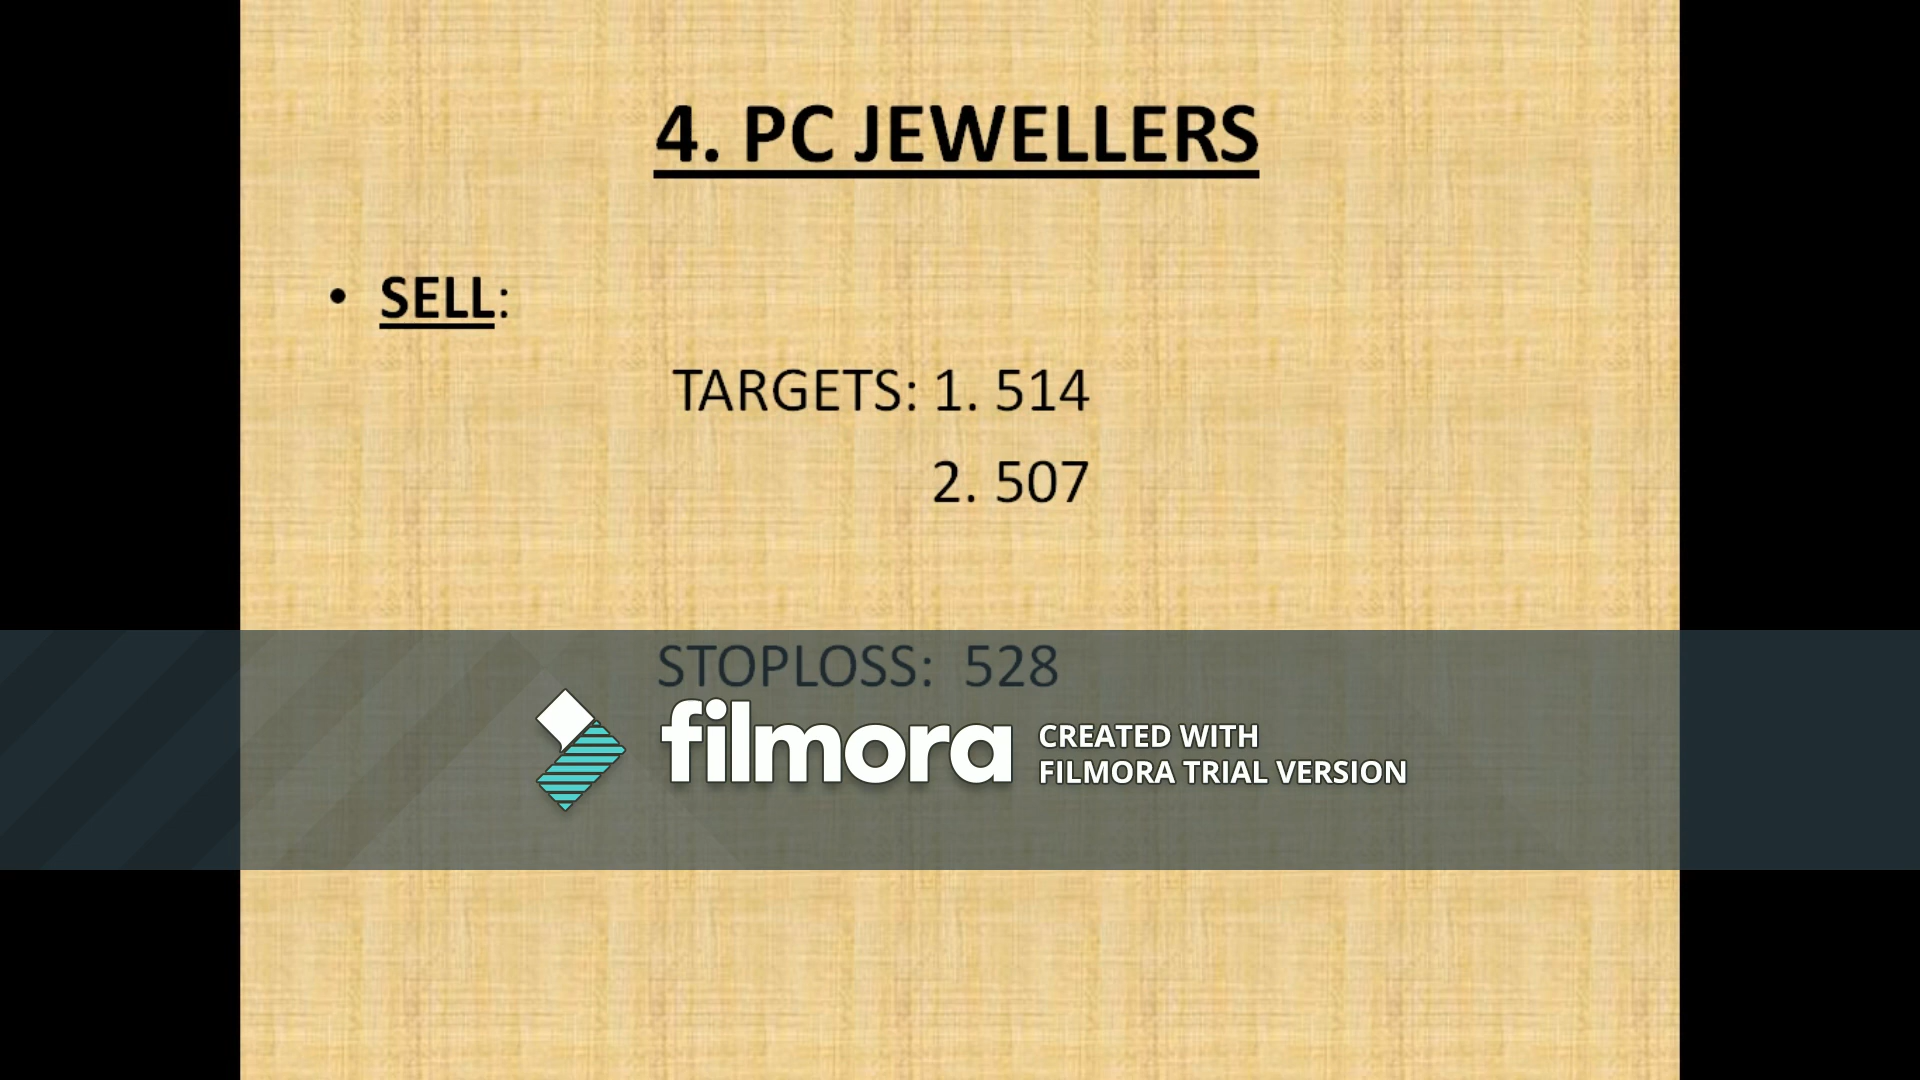 4. PC JEWELLERS
• SELL:
TARGETS: 1. 514
2. 507
STOPLOSS: 528
filmora
CREATED WITH
FILMORA TRIAL VERSION